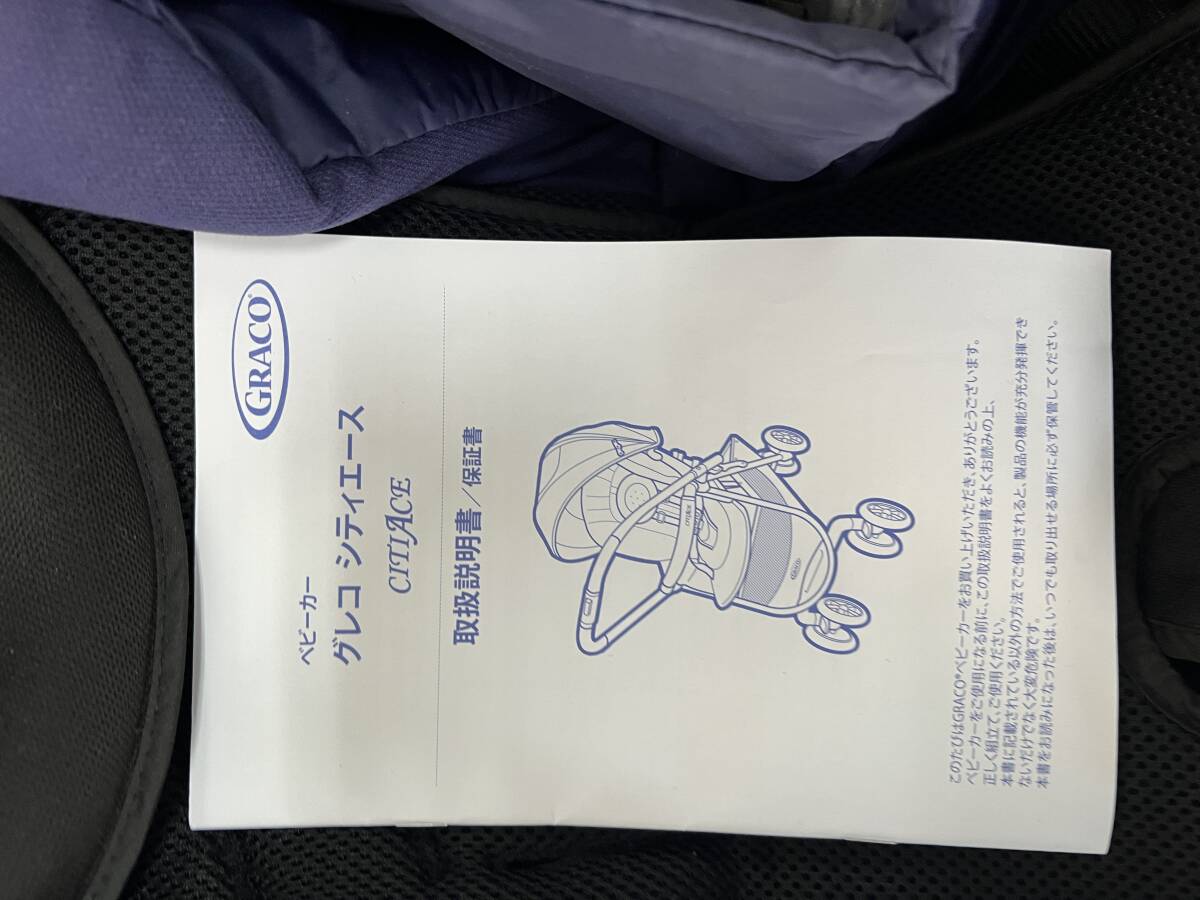 GRACO®
ベビーカー
グレコ シティエース
CITIACE
取扱説明書／保証書
このたびはGRACO®ベビーカーをお買い上げいただき、ありがとうございます。
ベビーカーをご使用になる前に、この取扱説明書をよくお読みの上、
正しく組立て、ご使用ください。
本書に記載されている以外の方法でご使用されると、製品の機能が充分発揮でき
ないだけでなく大変危険です。
本書をお読みになった後は、いつでも取り出せる場所に必ず保管してください。